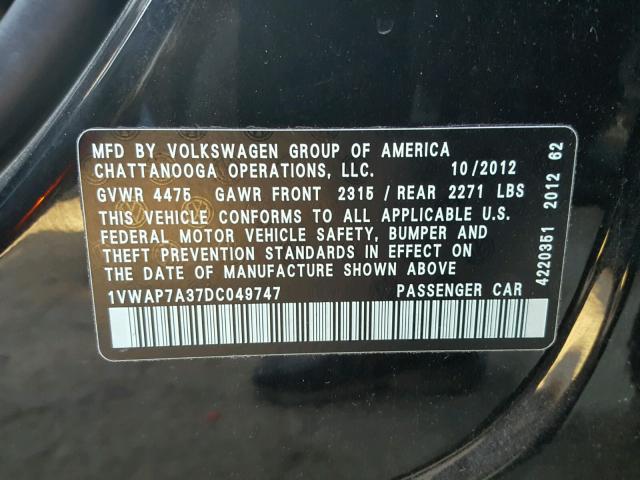 MFD BY VOLKSWAGEN GROUP OF AMERICA
CHATTANOOGA OPERATIONS, LLC. 10/2012
GVWR 4475 GAWR FRONT 2315 / REAR 2271 LBS
THIS VEHICLE CONFORMS TO ALL APPLICABLE U.S.
FEDERAL MOTOR VEHICLE SAFETY, BUMPER AND
THEFT PREVENTION STANDARDS IN EFFECT ON
THE DATE OF MANUFACTURE SHOWN ABOVE
1VWAP7A37DC049747 PASSENGER CAR
4220351 2012 62